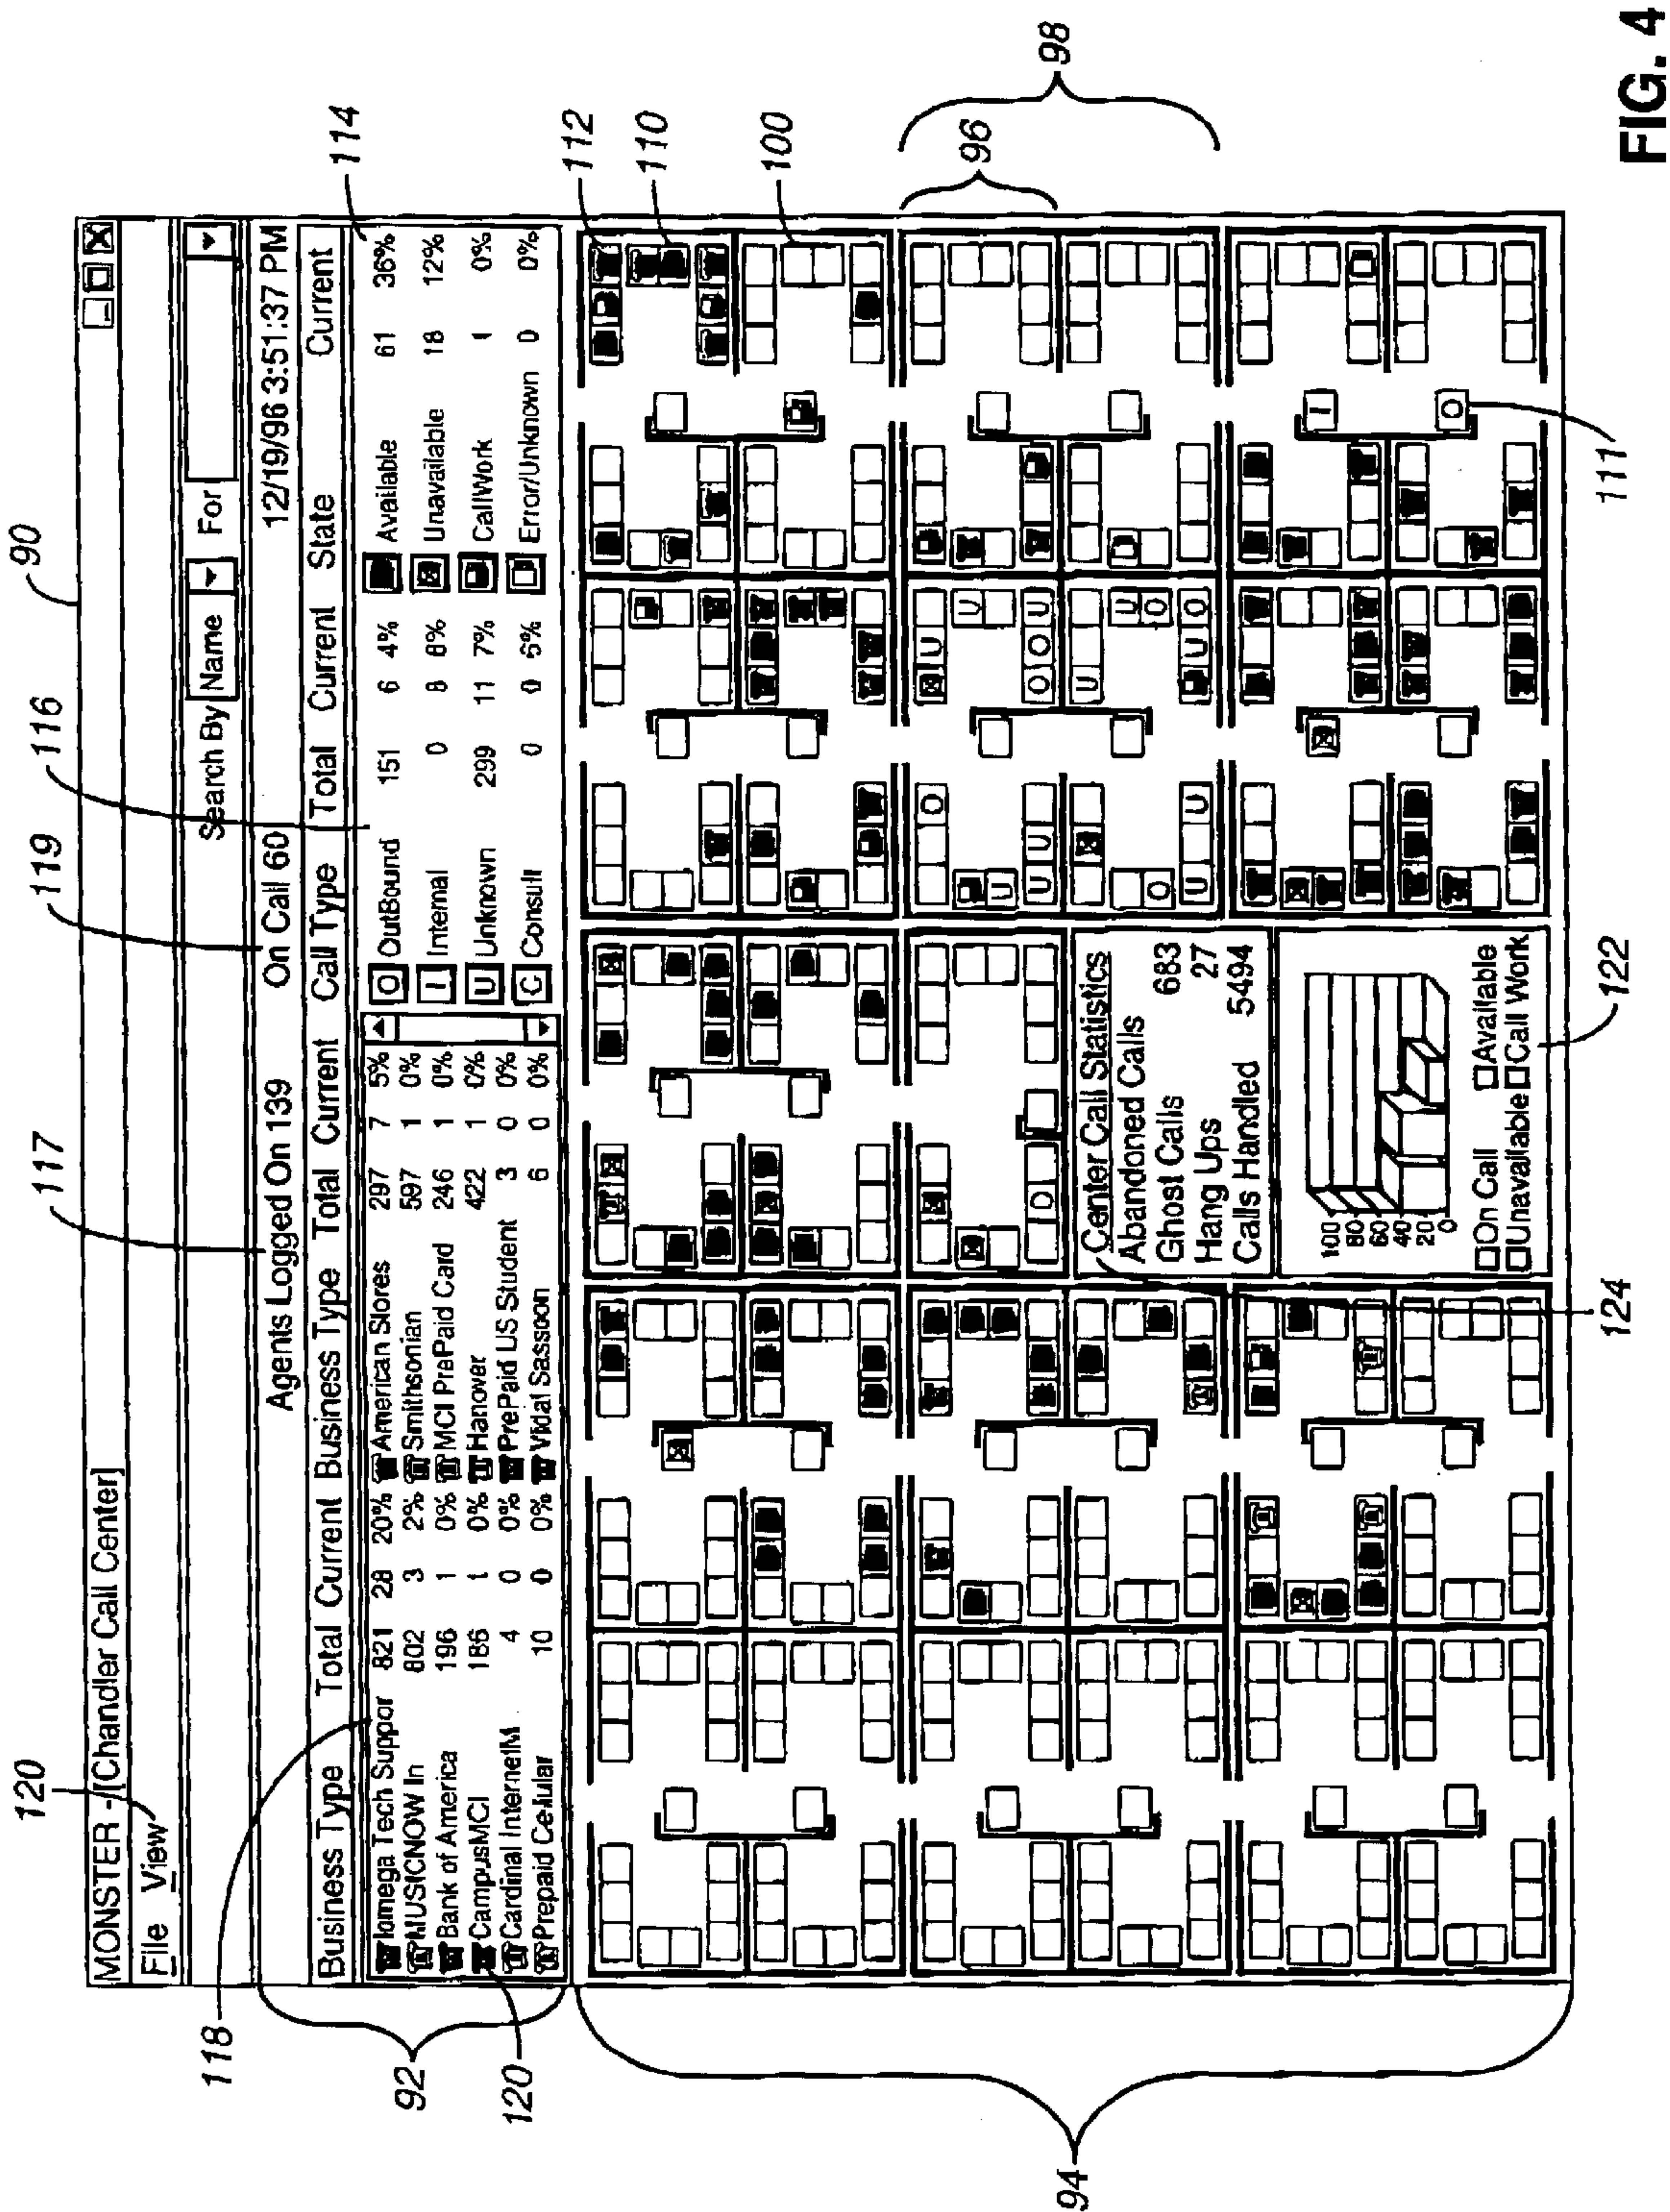 90
116
119
117
120
MONSTER -/[Chandler Call Center]
File View
Search By Name For
Agents Logged On 139 On Call 60 12/19/96 3:51:37 PM
Business Type Total Current Business Type Total Current Call Type Total Current State Current
Iomega Tech Suppor 821 28 20% American Stores 297 7 5% O OutBound 151 6 4% Available 61 36%
MUSICNOW In 802 3 2% Smithsonian 597 1 0% I Internal 0 8 8% Unavailable 18 12%
Bank of America 196 1 0% MCI PrePaid Card 246 1 0% U Unknown 299 11 7% CallWork 1 0%
CampusMCI 186 1 0% Hanover 422 1 0% C Consult 0 0 6% Error/Unknown 0 0%
Cardinal InternetM 4 0 0% PrePaid US Student 3 0 0%
Prepaid Cellular 10 0 0% Vidal Sassoon 6 0 0%
118
92
120
114
112
110
100
96
98
94
O
U
U
U
O
O
U
O
U
U
U
U
U
O
U
O
U
U
U
O
I
O
O
Center Call Statistics
Abandoned Calls 683
Ghost Calls 27
Hang Ups
Calls Handled 5494
100
80
60
40
20
0
On Call Available
Unavailable Call Work
124
122
111
FIG. 4